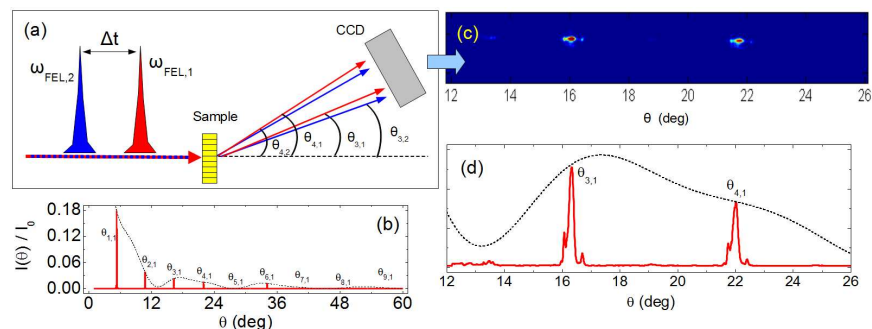 (a)
Δt
ω_FEL,2
ω_FEL,1
Sample
CCD
θ_4,2
θ_4,1
θ_3,1
θ_3,2
(c)
12 14 16 18 20 22 24 26
θ (deg)
(b)
I(θ) / I_0
0.18
0.12
0.06
0.00
θ_1,1
θ_2,1
θ_3,1
θ_4,1
θ_5,1
θ_6,1
θ_7,1
θ_8,1
θ_9,1
0 12 24 36 48 60
θ (deg)
(d)
θ_3,1
θ_4,1
12 14 16 18 20 22 24 26
θ (deg)